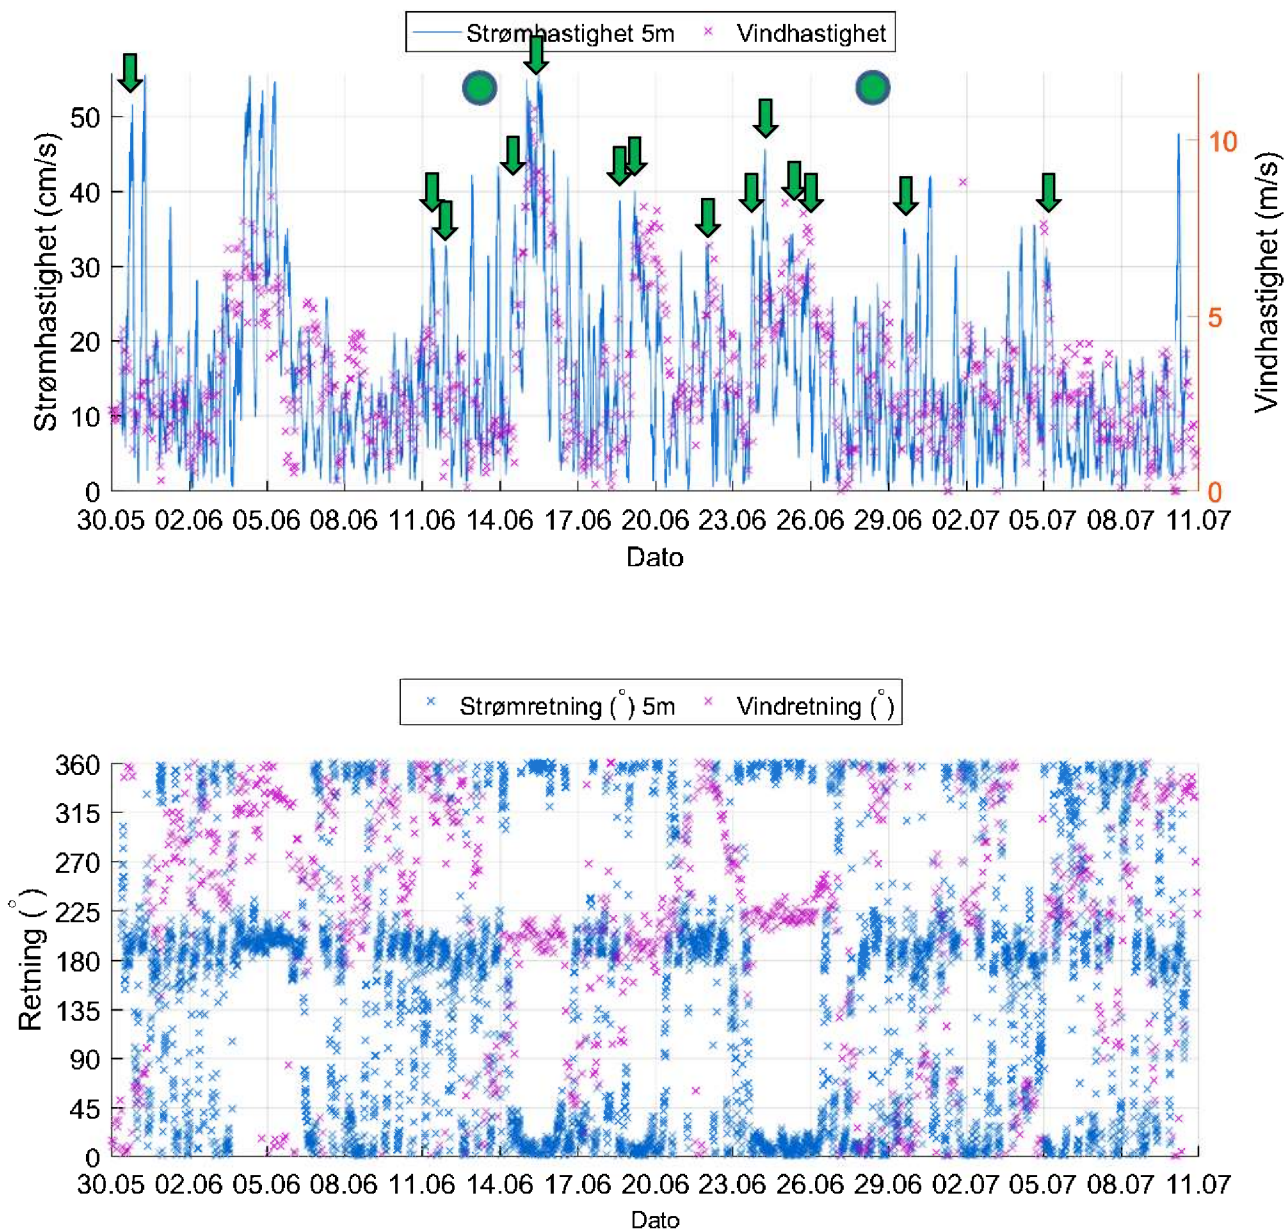 Strømhastighet 5m Vindhastighet
Strømhastighet (cm/s)
50
40
30
20
10
0
Vindhastighet (m/s)
10
5
0
30.05 02.06 05.06 08.06 11.06 14.06 17.06 20.06 23.06 26.06 29.06 02.07 05.07 08.07 11.07
Dato
Strømretning (°) 5m Vindretning (°)
Retning (°)
360
315
270
225
180
135
90
45
0
30.05 02.06 05.06 08.06 11.06 14.06 17.06 20.06 23.06 26.06 29.06 02.07 05.07 08.07 11.07
Dato